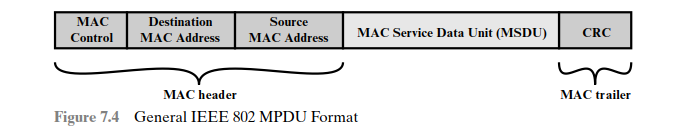 MAC Control
Destination MAC Address
Source MAC Address
MAC Service Data Unit (MSDU)
CRC
MAC header
MAC trailer
Figure 7.4 General IEEE 802 MPDU Format